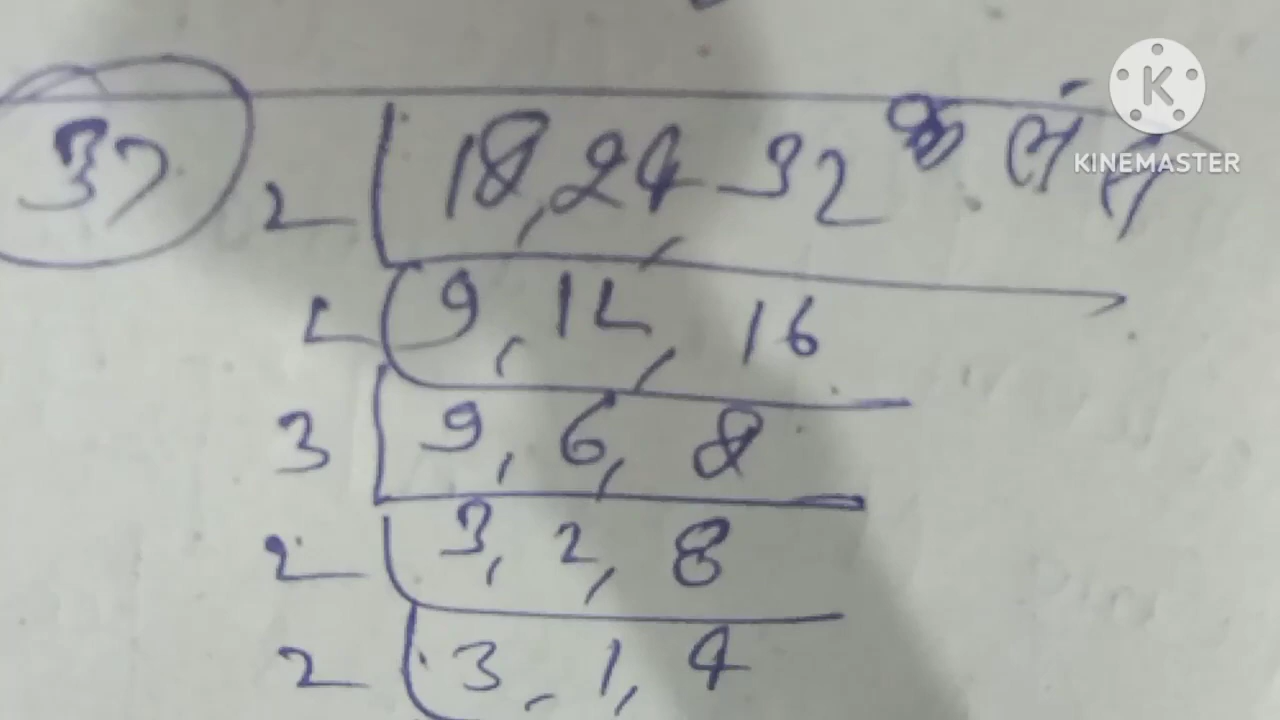 37
2 | 18, 24, 32
2 | 9, 12, 16
3 | 9, 6, 8
2 | 3, 2, 8
2 | 3, 1, 4
KINEMASTER